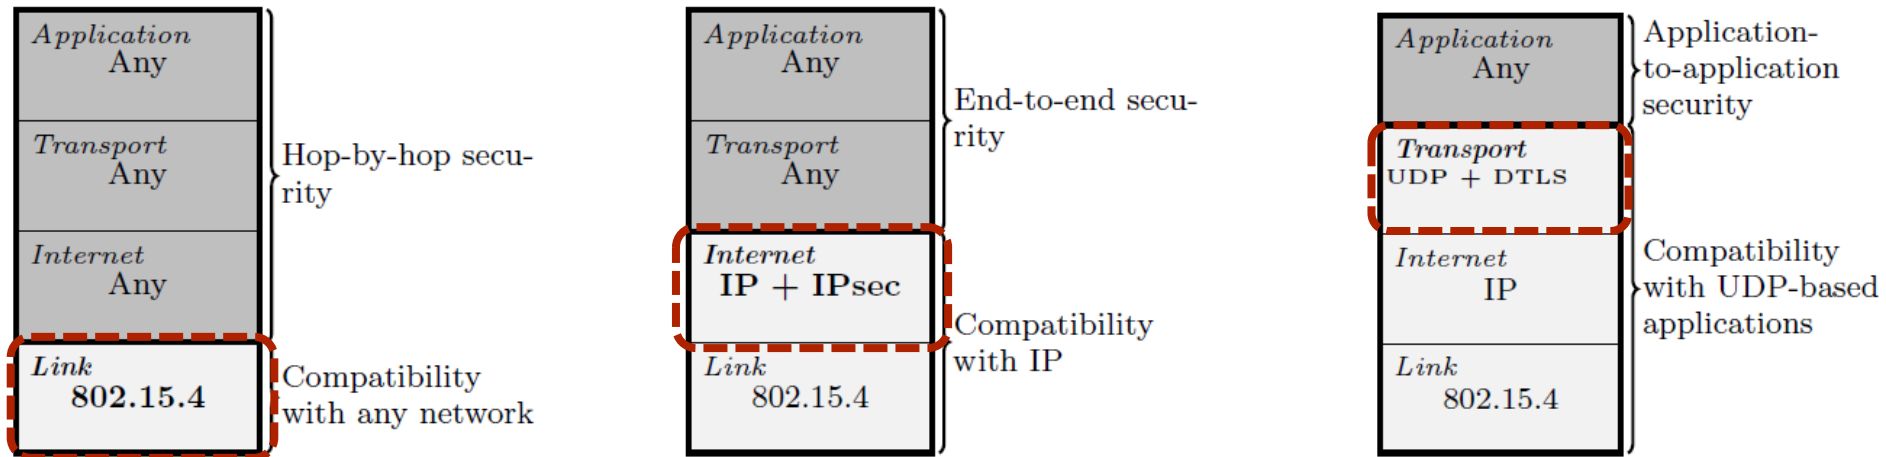 Application
Any
Transport
Any
Internet
Any
Link
802.15.4
Hop-by-hop secu-
rity
Compatibility
with any network
Application
Any
Transport
Any
Internet
IP + IPsec
Link
802.15.4
End-to-end secu-
rity
Compatibility
with IP
Application
Any
Transport
UDP + DTLS
Internet
IP
Link
802.15.4
Application-
to-application
security
Compatibility
with UDP-based
applications